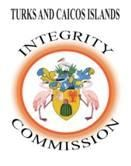 TURKS AND CAICOS ISLANDS
INTEGRITY
COMMISSION